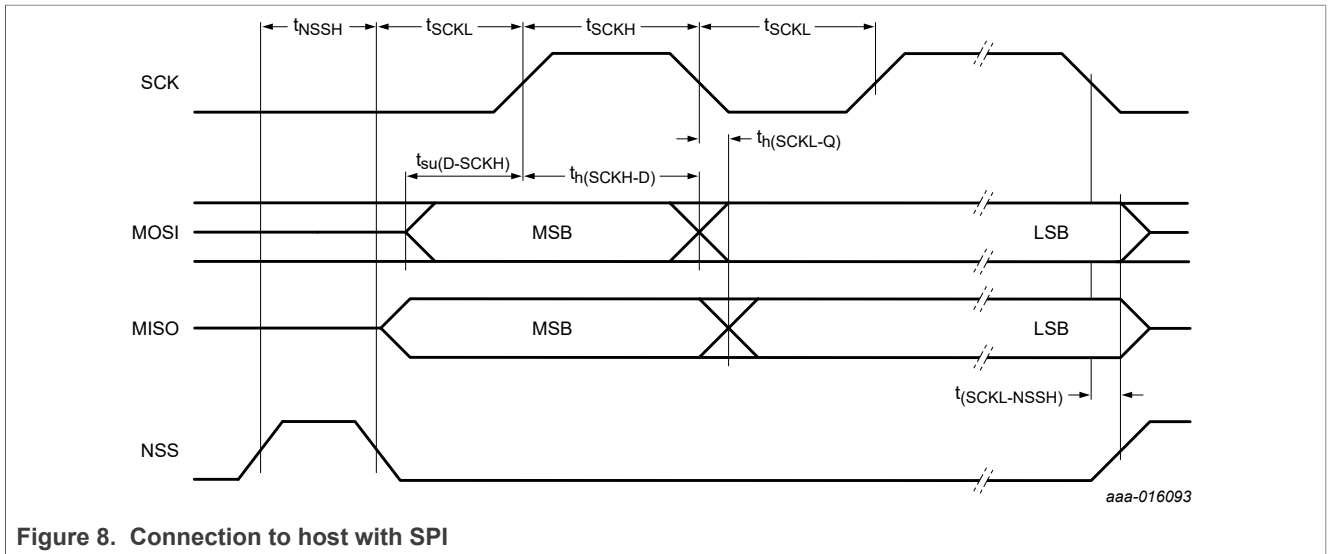 tNSSH tSCKL tSCKH tSCKL
SCK
th(SCKL-Q)
tsu(D-SCKH) th(SCKH-D)
MOSI MSB LSB
MISO MSB LSB
t(SCKL-NSSH)
NSS
aaa-016093
Figure 8. Connection to host with SPI